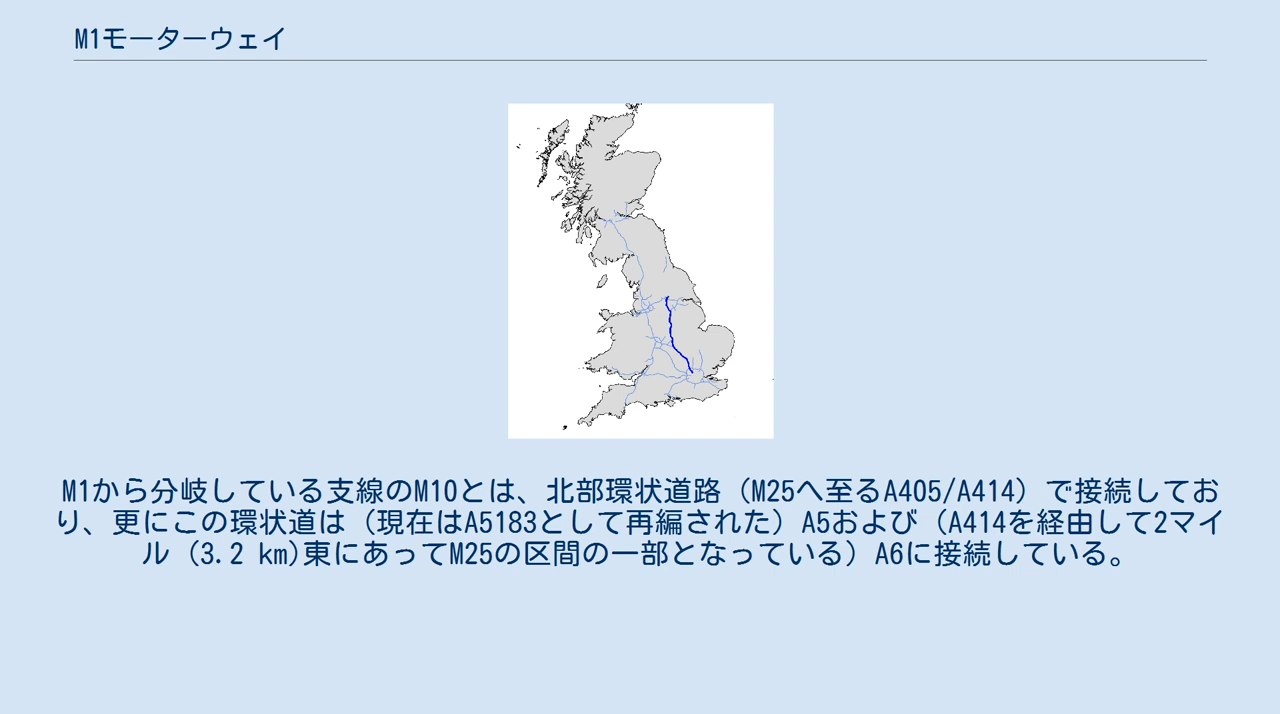 M1モーターウェイ
M1から分岐している支線のM10とは、北部環状道路（M25へ至るA405/A414）で接続してお
り、更にこの環状道は（現在はA5183として再編された）A5および（A414を経由して2マイ
ル（3.2 km)東にあってM25の区間の一部となっている）A6に接続している。